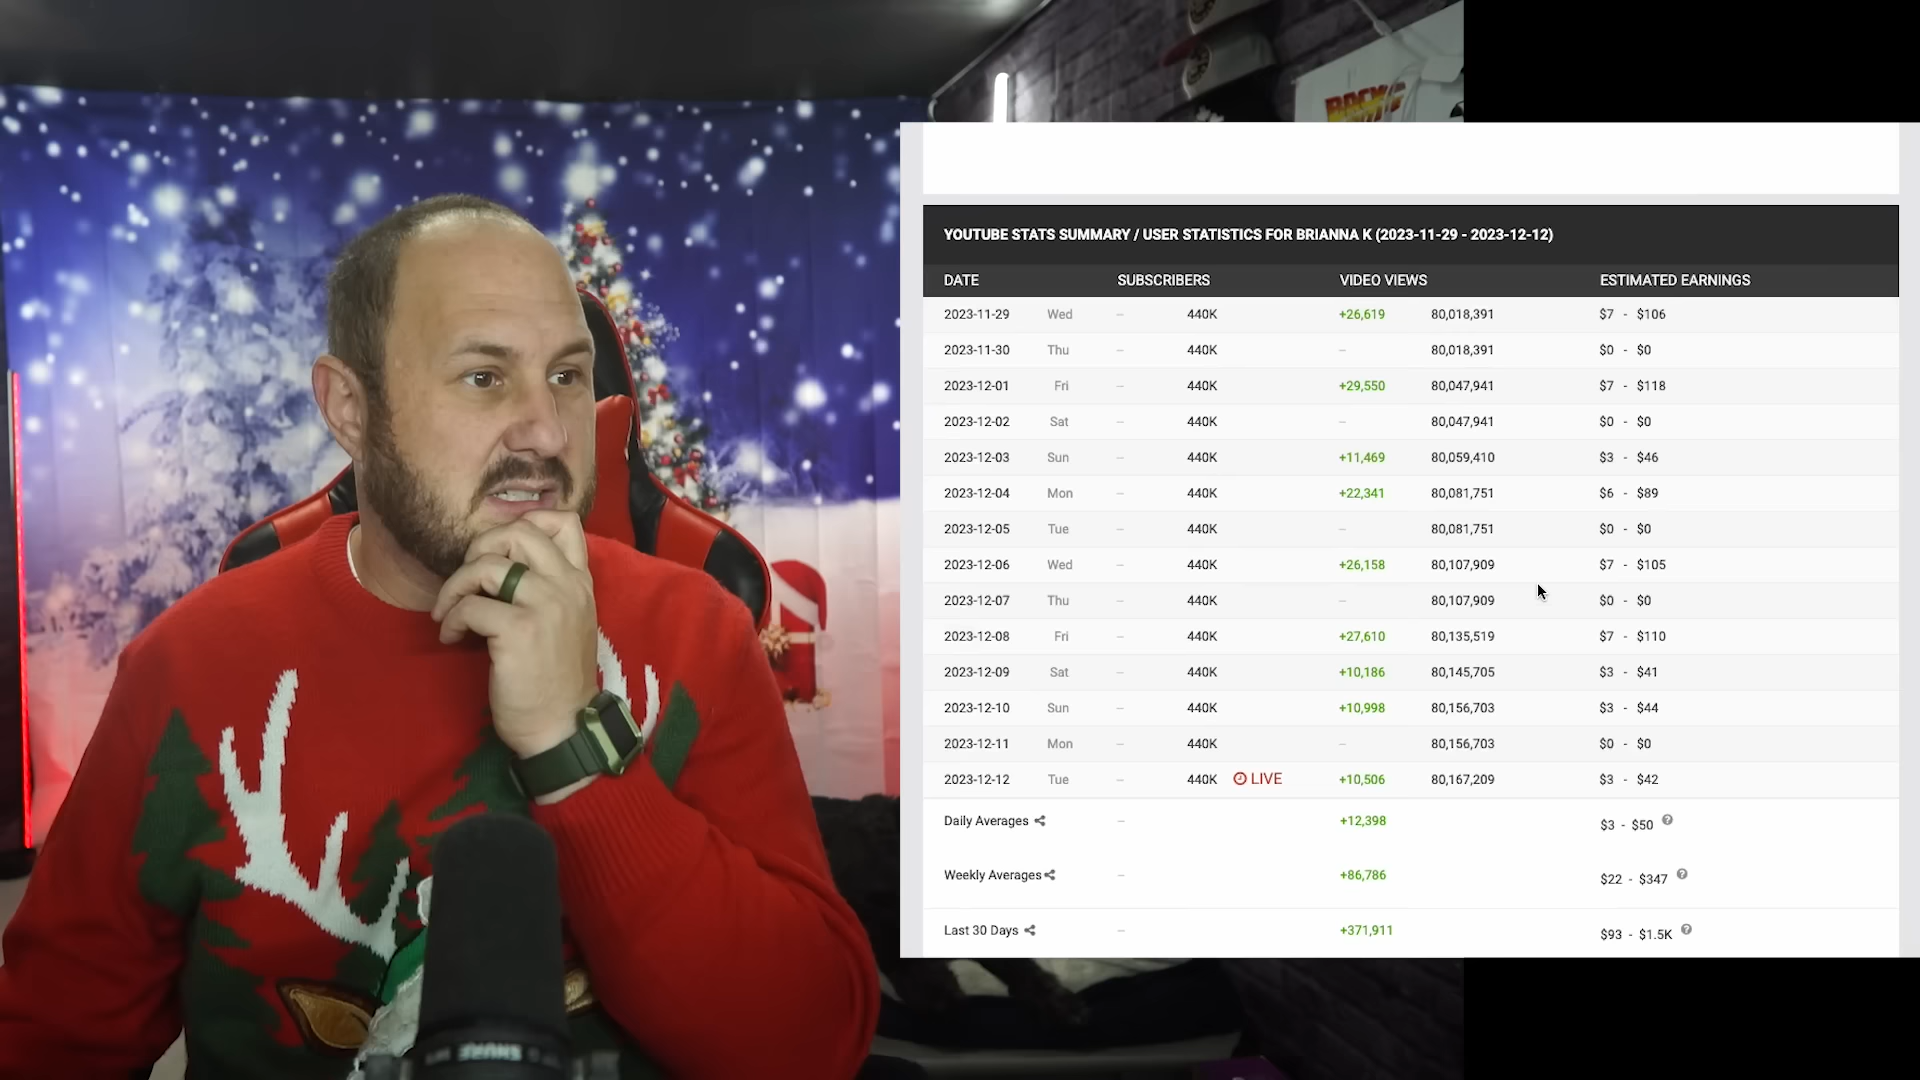 BACK
YOUTUBE STATS SUMMARY / USER STATISTICS FOR BRIANNA K (2023-11-29 - 2023-12-12)
DATE SUBSCRIBERS VIDEO VIEWS ESTIMATED EARNINGS
2023-11-29 Wed – 440K +26,619 80,018,391 $7 - $106
2023-11-30 Thu – 440K – 80,018,391 $0 - $0
2023-12-01 Fri – 440K +29,550 80,047,941 $7 - $118
2023-12-02 Sat – 440K – 80,047,941 $0 - $0
2023-12-03 Sun – 440K +11,469 80,059,410 $3 - $46
2023-12-04 Mon – 440K +22,341 80,081,751 $6 - $89
2023-12-05 Tue – 440K – 80,081,751 $0 - $0
2023-12-06 Wed – 440K +26,158 80,107,909 $7 - $105
2023-12-07 Thu – 440K – 80,107,909 $0 - $0
2023-12-08 Fri – 440K +27,610 80,135,519 $7 - $110
2023-12-09 Sat – 440K +10,186 80,145,705 $3 - $41
2023-12-10 Sun – 440K +10,998 80,156,703 $3 - $44
2023-12-11 Mon – 440K – 80,156,703 $0 - $0
2023-12-12 Tue – 440K LIVE +10,506 80,167,209 $3 - $42
Daily Averages – +12,398 $3 - $50 ?
Weekly Averages – +86,786 $22 - $347 ?
Last 30 Days – +371,911 $93 - $1.5K ?
SHURE